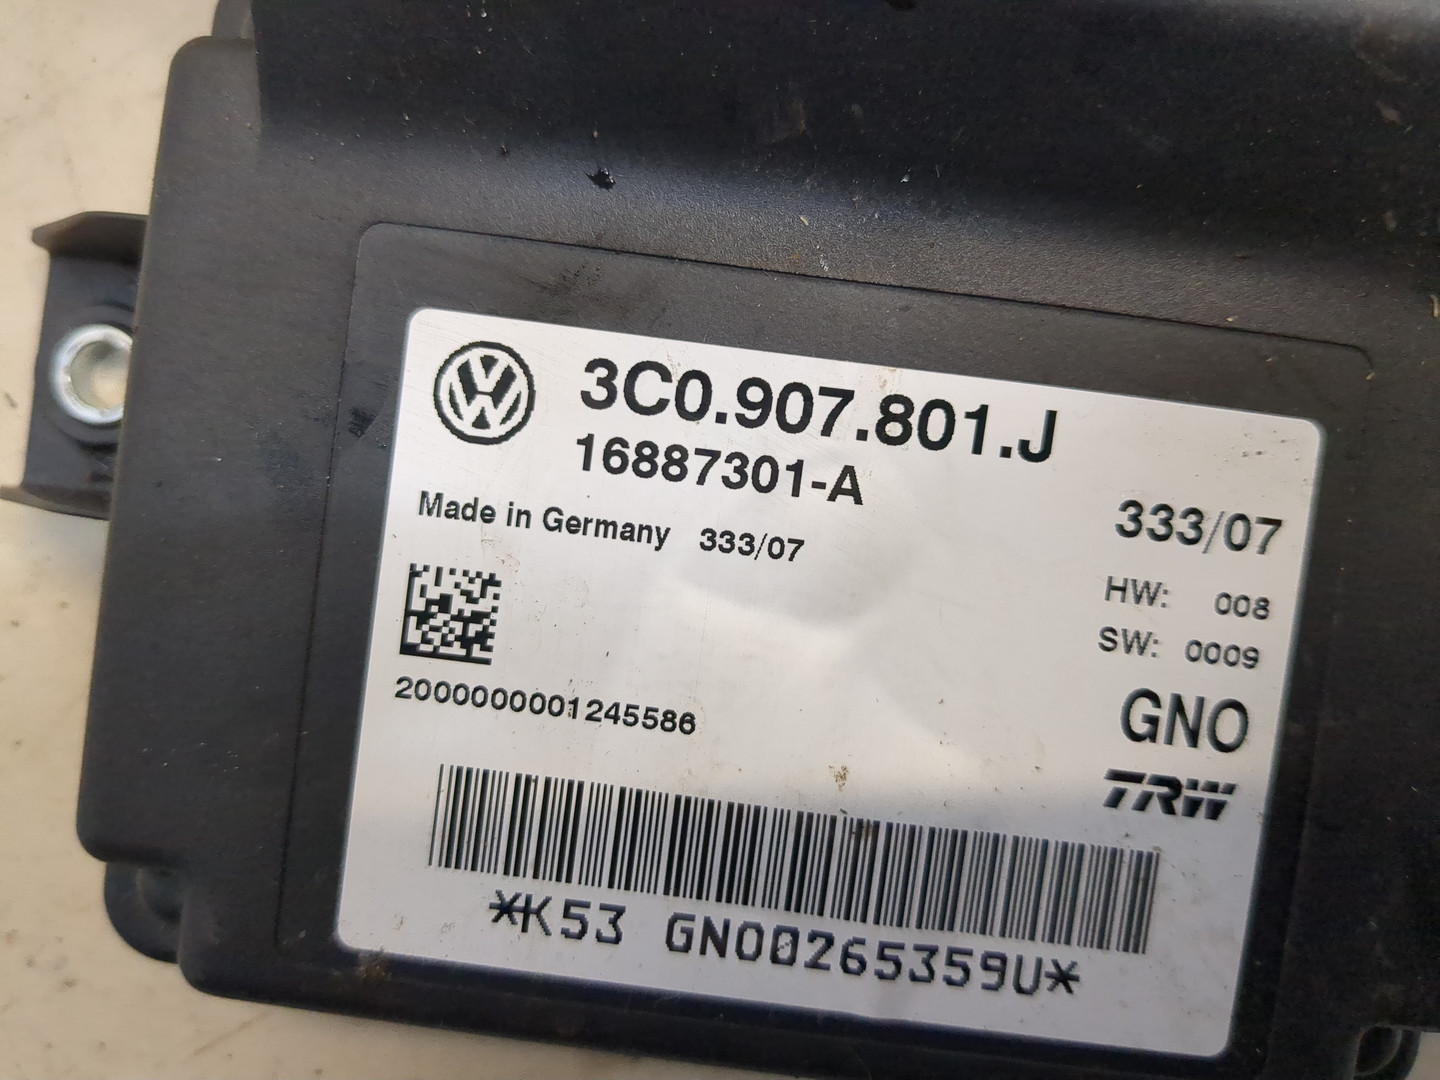 3C0.907.801.J
16887301-A
Made in Germany 333/07
333/07
HW: 008
SW: 0009
2000000001245586
GNO
TRW
*K53 GNO0265359U*